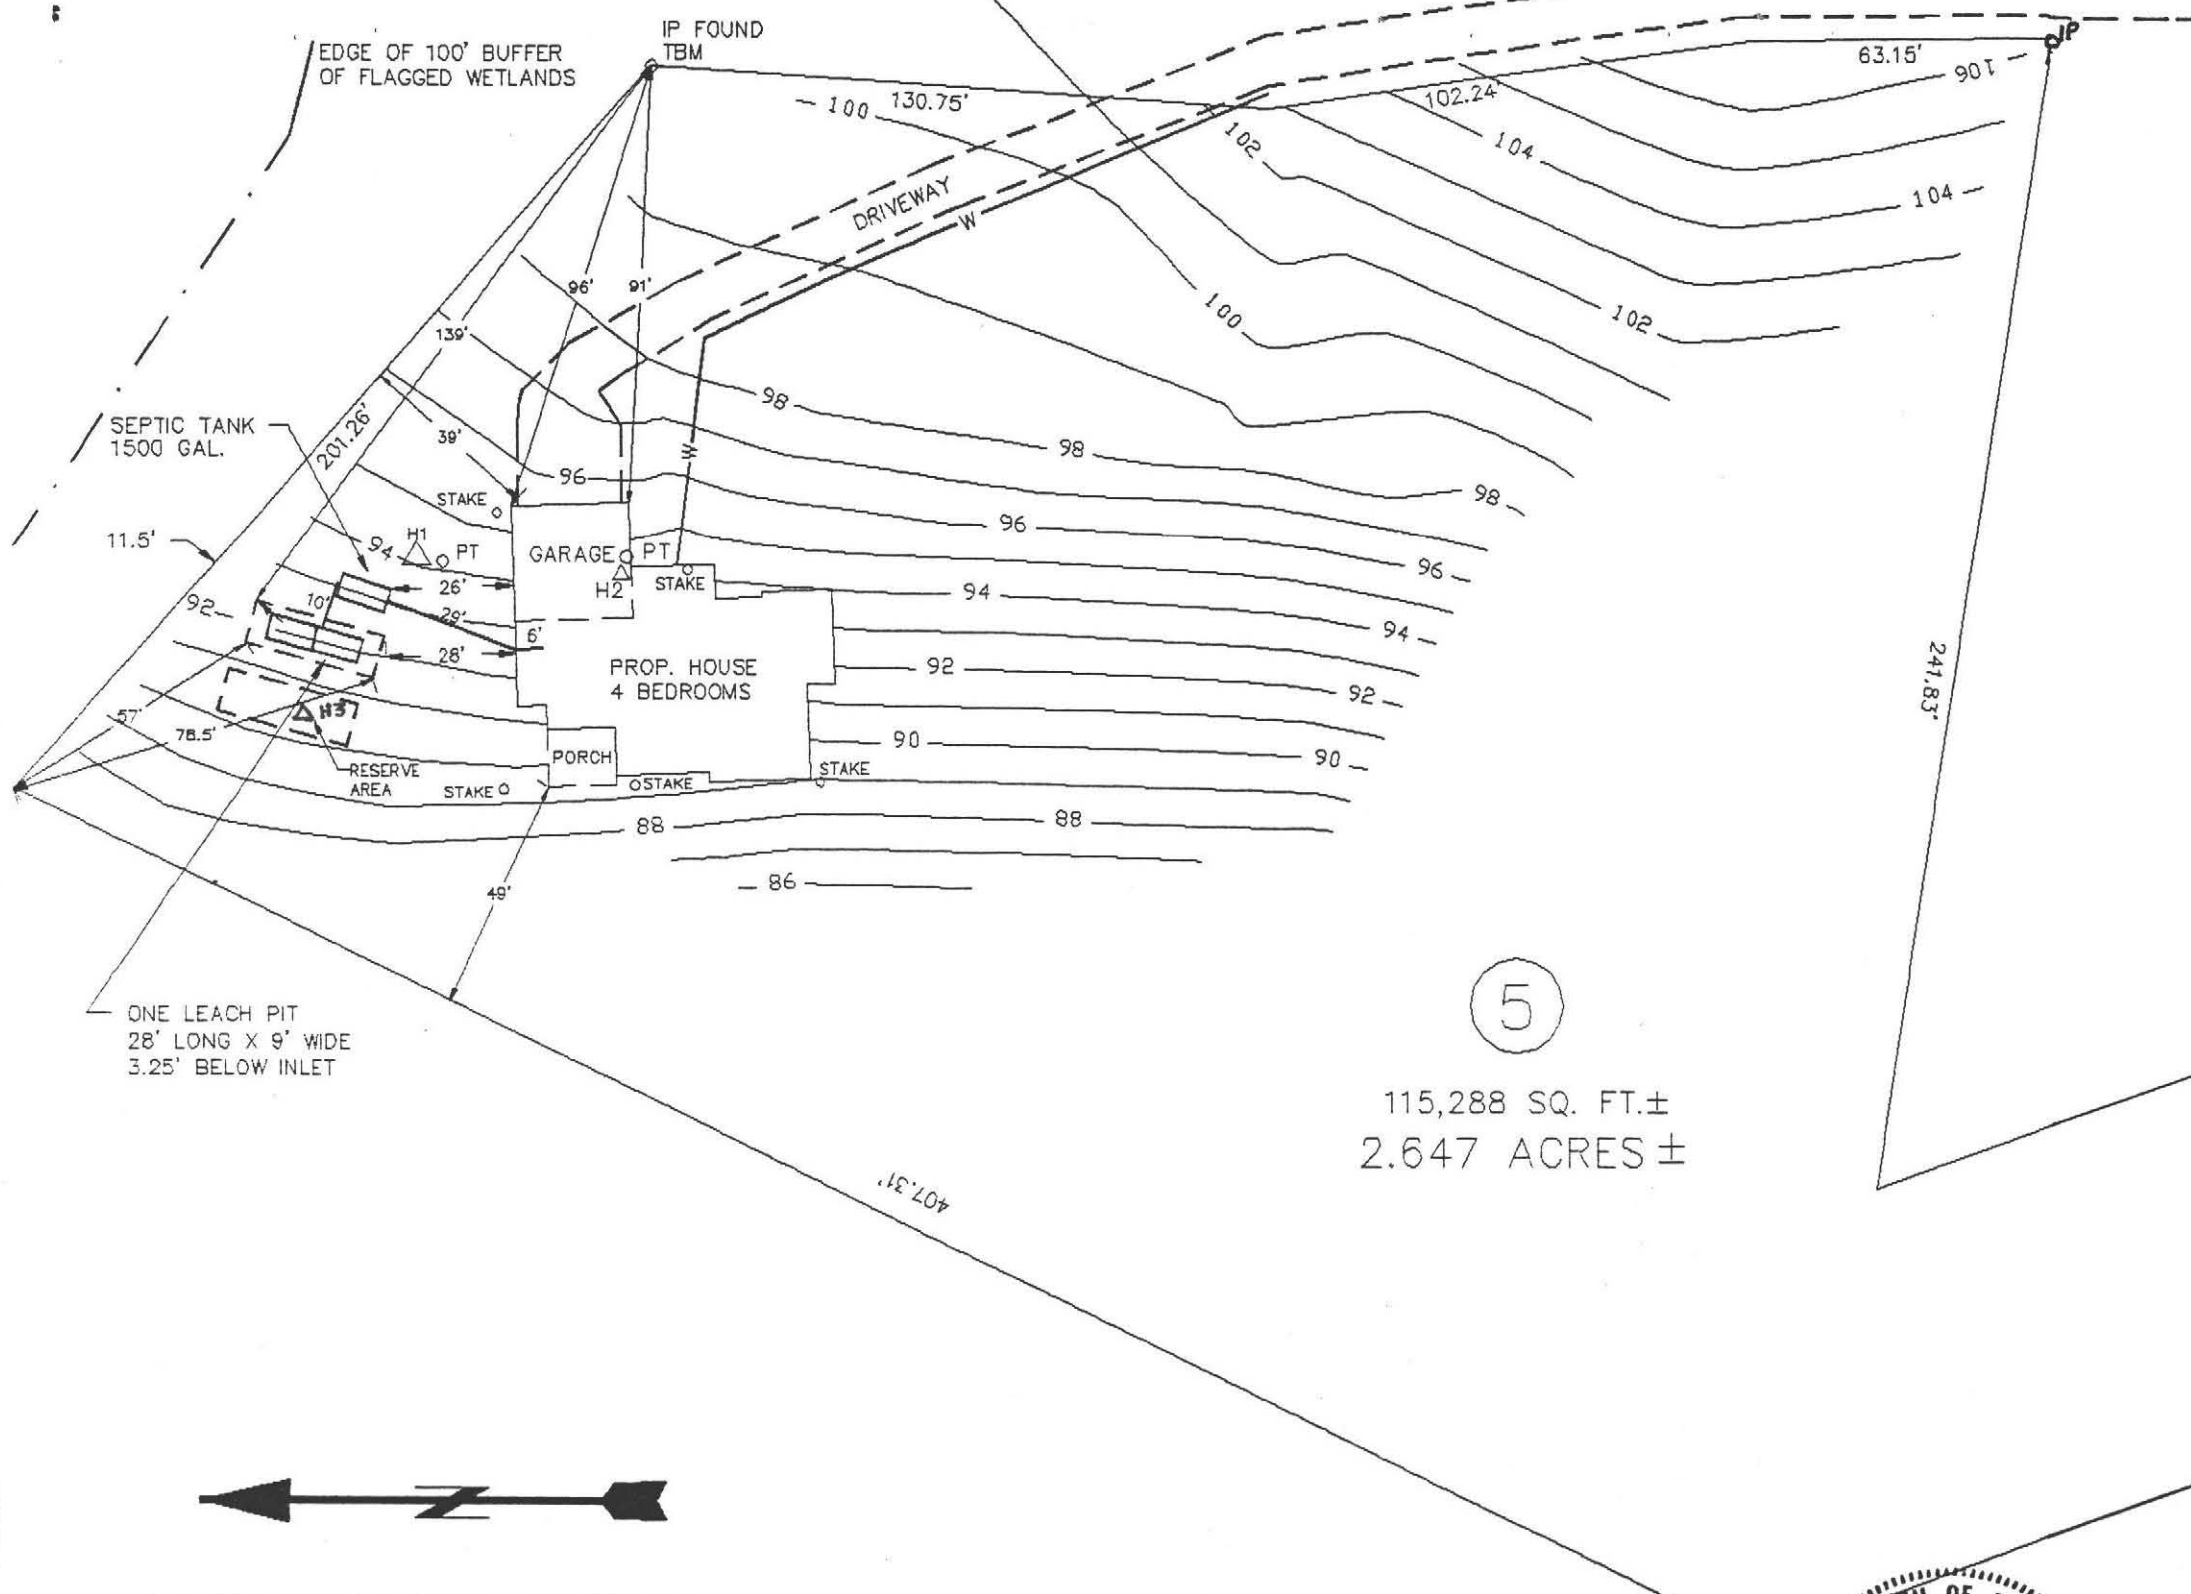 IP FOUND
TBM
EDGE OF 100' BUFFER
OF FLAGGED WETLANDS
IP
63.15'
106
130.75'
100
102.24'
102
104
104
DRIVEWAY
W
96'
91'
100
102
139'
98
98
98
SEPTIC TANK
1500 GAL.
201.26'
39'
W
96
96
96
STAKE
11.5'
94
H1
PT
GARAGE
PT
H2
STAKE
26'
94
94
92
10'
29'
6'
28'
PROP. HOUSE
4 BEDROOMS
92
92
241.83'
57'
78.5'
H3
PORCH
90
90
RESERVE
AREA
STAKE
STAKE
STAKE
88
88
86
49'
ONE LEACH PIT
28' LONG X 9' WIDE
3.25' BELOW INLET
5
115,288 SQ. FT.±
2.647 ACRES ±
407.31'
OF